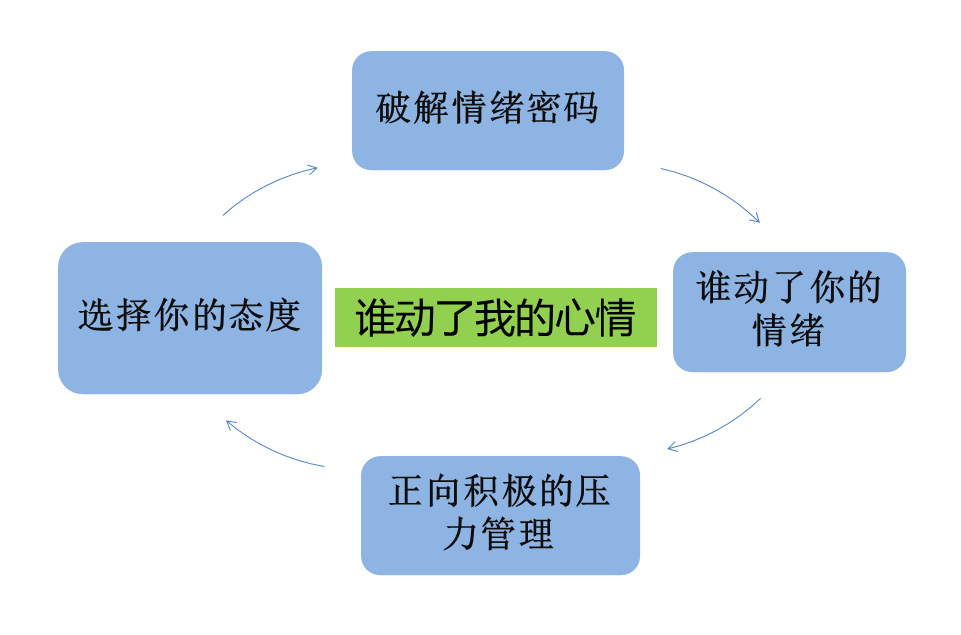 破解情绪密码
选择你的态度
谁动了我的心情
谁动了你的
情绪
正向积极的压
力管理